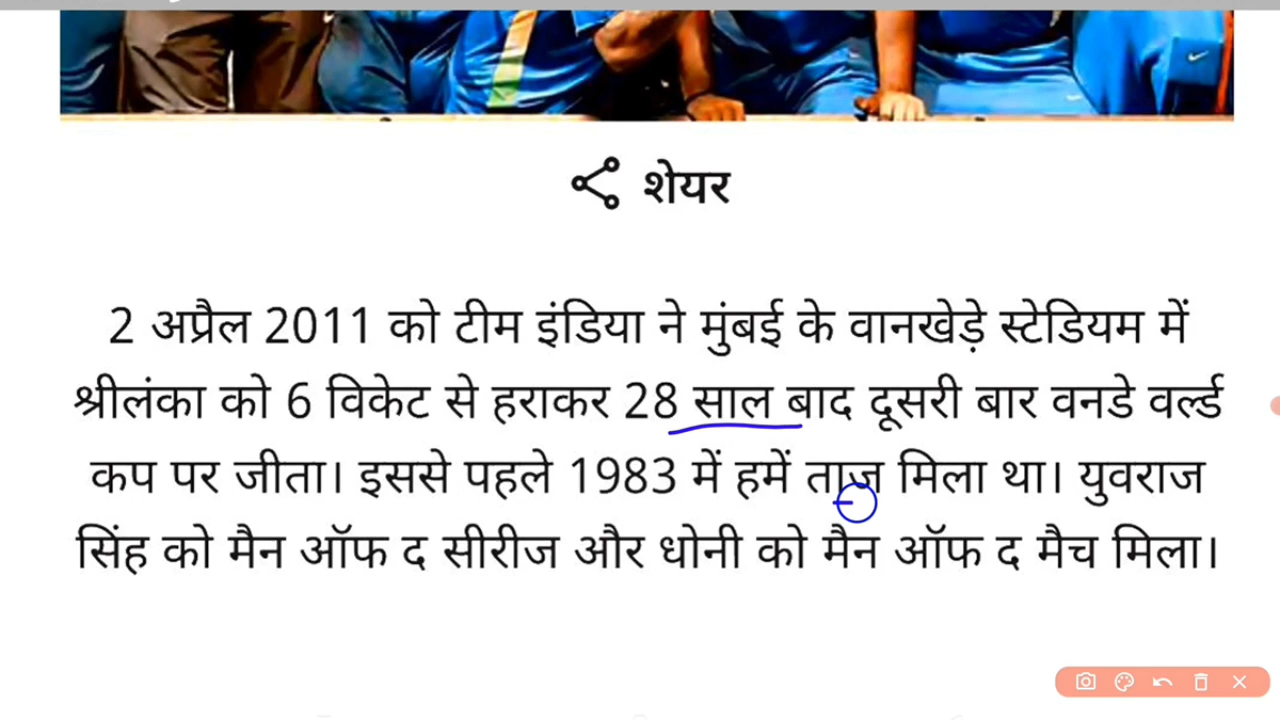 शेयर
2 अप्रैल 2011 को टीम इंडिया ने मुंबई के वानखेड़े स्टेडियम में
श्रीलंका को 6 विकेट से हराकर 28 साल बाद दूसरी बार वनडे वर्ल्ड
कप पर जीता। इससे पहले 1983 में हमें ताज मिला था। युवराज
सिंह को मैन ऑफ द सीरीज और धोनी को मैन ऑफ द मैच मिला।